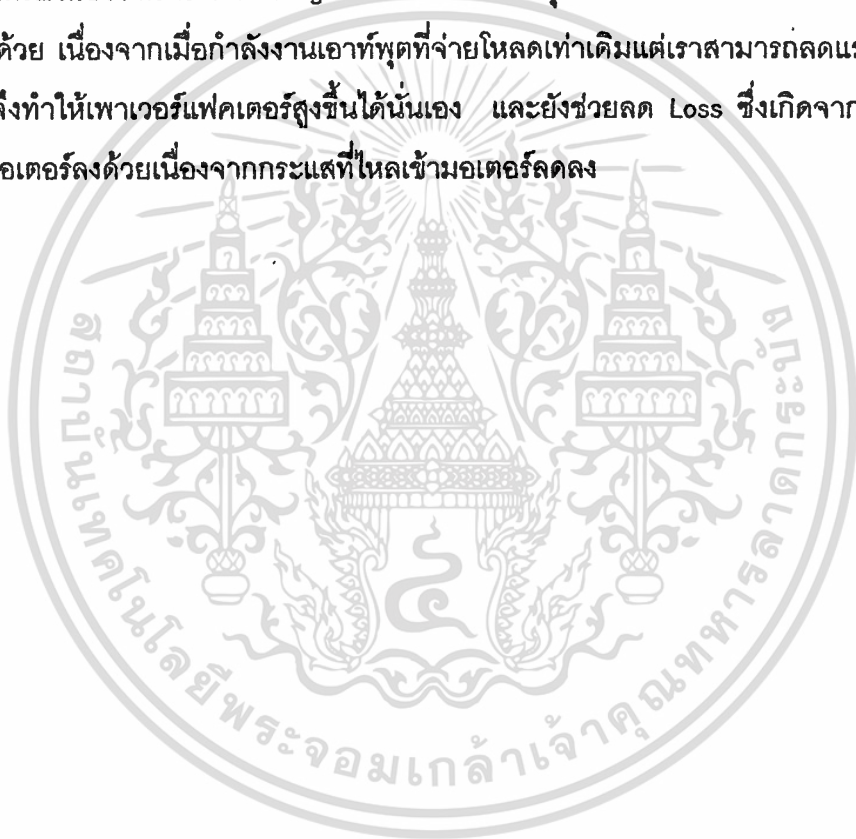 ด้วย เนื่องจากเมื่อกำลังงานเอาท์พุตที่จ่ายโหลดเท่าเดิมแต่เราสามารถลดแร
จึงทำให้เพาเวอร์แฟคเตอร์สูงขึ้นได้นั่นเอง และยังช่วยลด Loss ซึ่งเกิดจาก
อเตอร์ลงด้วยเนื่องจากกระแสที่ไหลเข้ามอเตอร์ลดลง
สถาบันเทคโนโลยีพระจอมเกล้าเจ้าคุณทหารลาดกระบัง